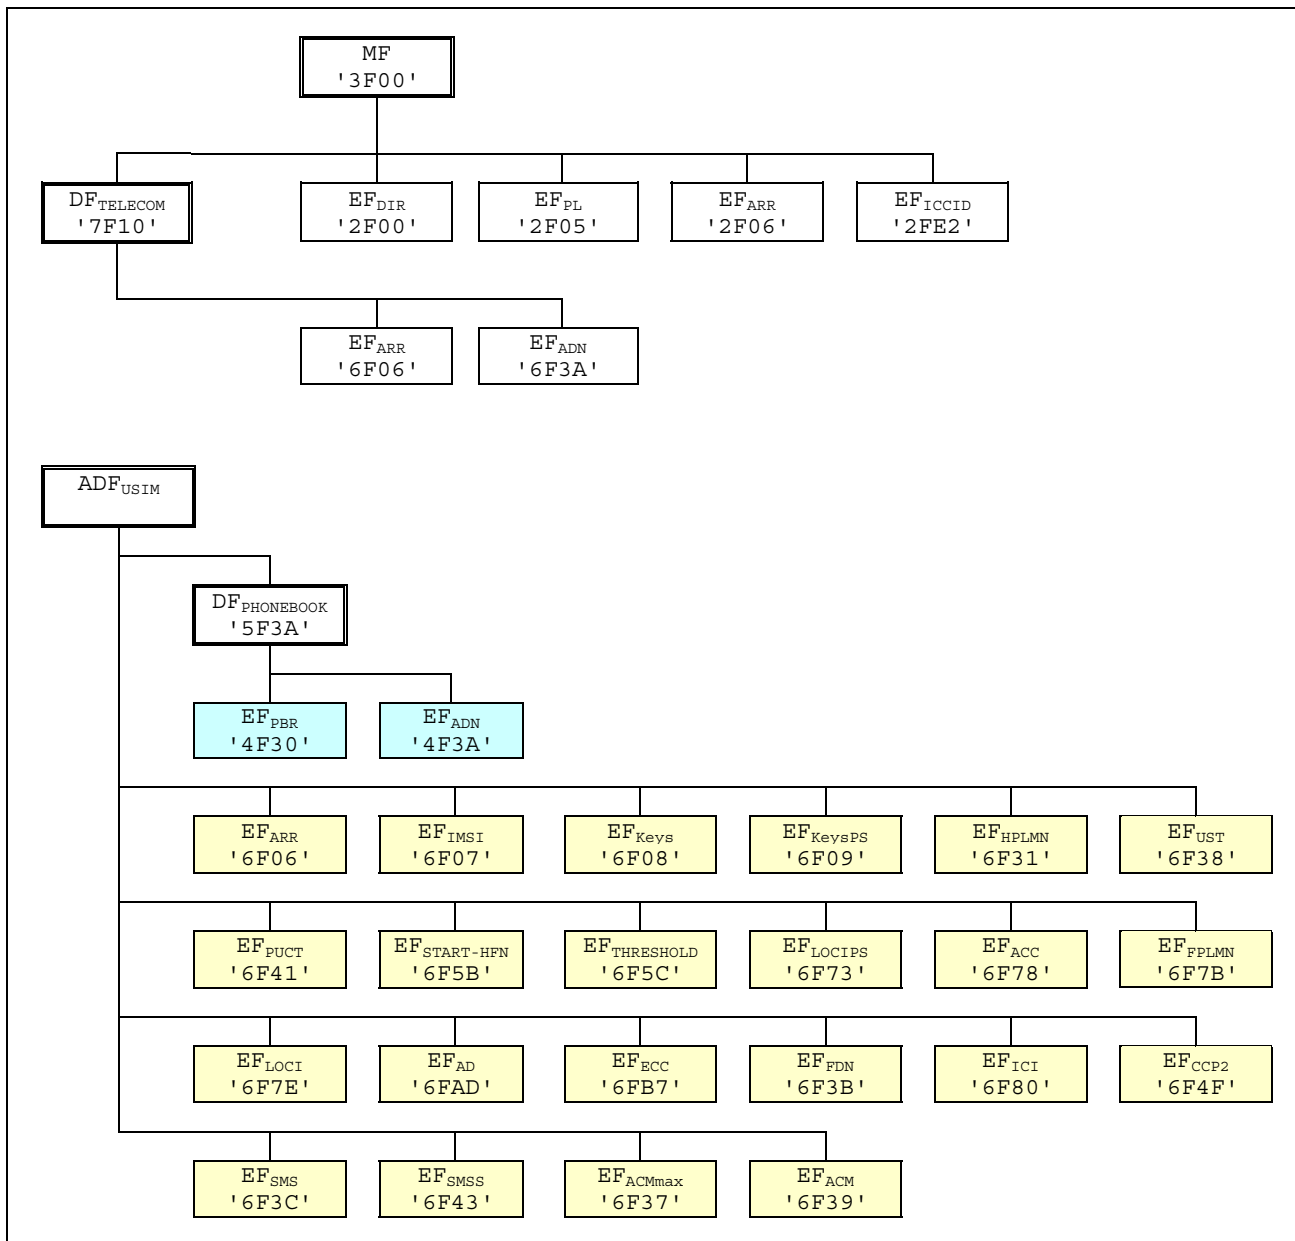 MF
'3F00'
DFTELECOM
'7F10'
EFDIR
'2F00'
EFPL
'2F05'
EFARR
'2F06'
EFICCID
'2FE2'
EFARR
'6F06'
EFADN
'6F3A'
ADFUSIM
DFPHONEBOOK
'5F3A'
EFPBR
'4F30'
EFADN
'4F3A'
EFARR
'6F06'
EFIMSI
'6F07'
EFKeys
'6F08'
EFKeysPS
'6F09'
EFHPLMN
'6F31'
EFUST
'6F38'
EFPUCT
'6F41'
EFSTART-HFN
'6F5B'
EFTHRESHOLD
'6F5C'
EFLOCIPS
'6F73'
EFACC
'6F78'
EFFPLMN
'6F7B'
EFLOCI
'6F7E'
EFAD
'6FAD'
EFECC
'6FB7'
EFFDN
'6F3B'
EFICI
'6F80'
EFCCP2
'6F4F'
EFSMS
'6F3C'
EFSMSS
'6F43'
EFACMmax
'6F37'
EFACM
'6F39'